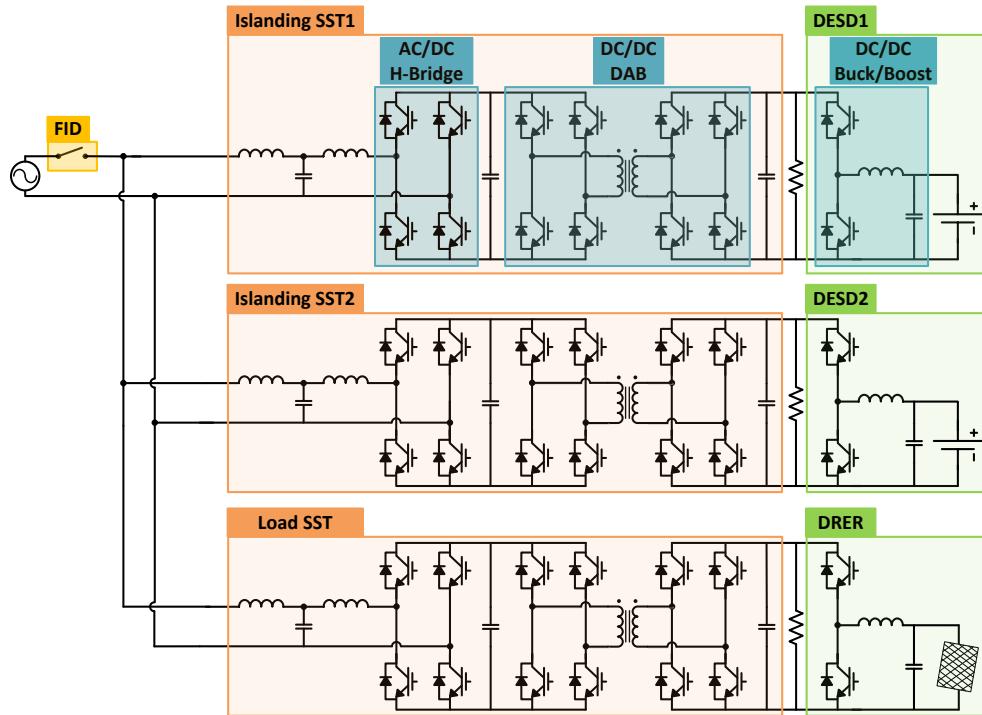 Islanding SST1
DESD1
AC/DC
H-Bridge
DC/DC
DAB
DC/DC
Buck/Boost
FID
+
-
Islanding SST2
DESD2
+
-
Load SST
DRER